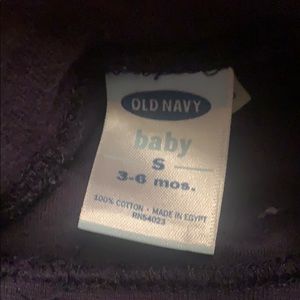 OLD NAVY
baby
S
3-6 mos.
100% COTTON • MADE IN EGYPT
RN54023